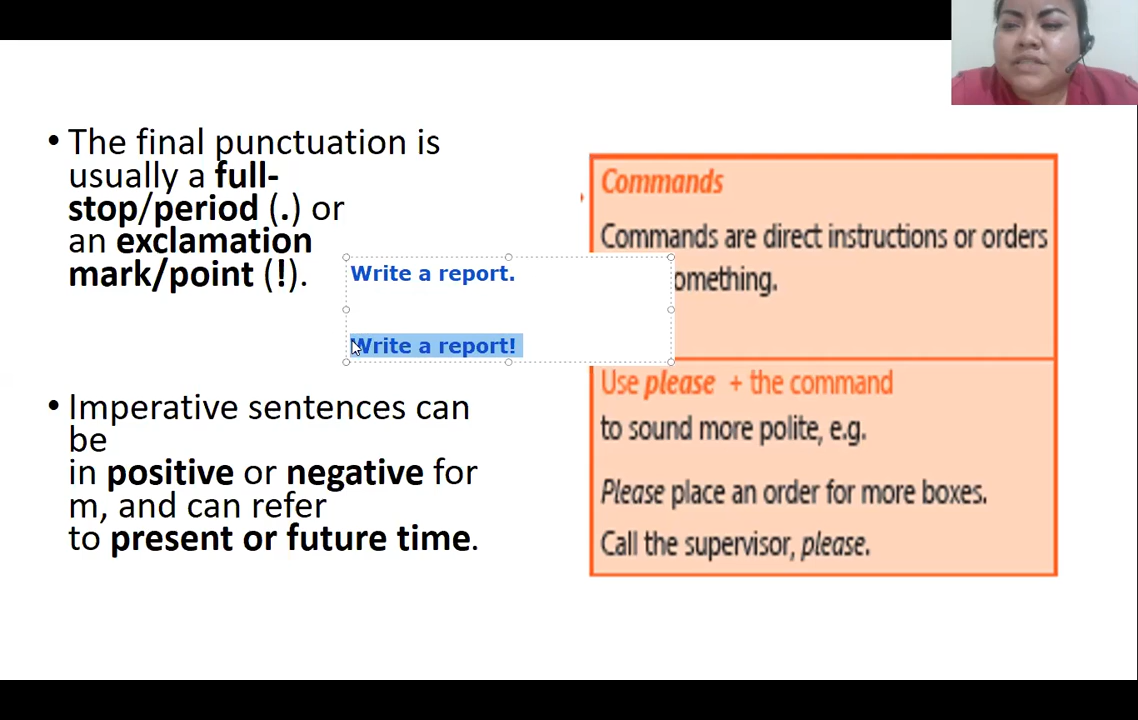 • The final punctuation is
usually a full-
stop/period (.) or
an exclamation
mark/point (!).
Write a report.
Write a report!
• Imperative sentences can
be
in positive or negative for
m, and can refer
to present or future time.
Commands
Commands are direct instructions or orders
omething.
Use please + the command
to sound more polite, e.g.
Please place an order for more boxes.
Call the supervisor, please.